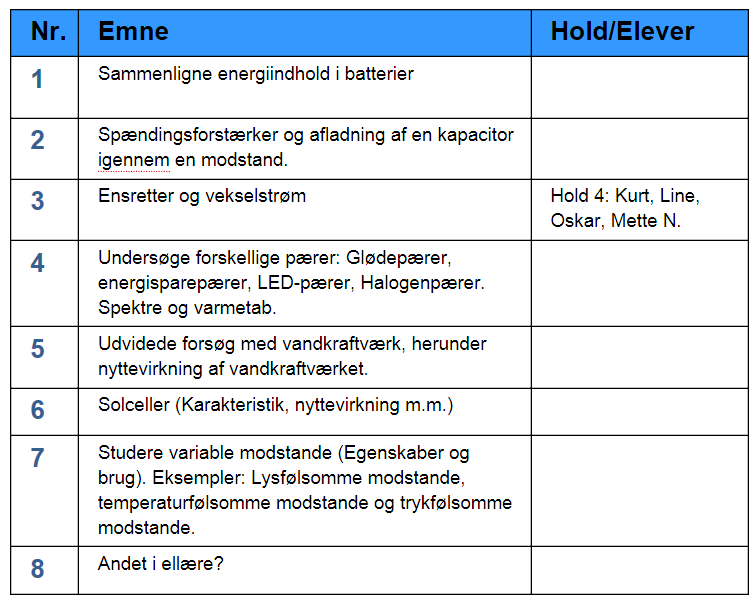 Nr. Emne Hold/Elever
1 Sammenligne energiindhold i batterier
2 Spændingsforstærker og afladning af en kapacitor
igennem en modstand.
3 Ensretter og vekselstrøm Hold 4: Kurt, Line,
Oskar, Mette N.
4 Undersøge forskellige pærer: Glødepærer,
energisparepærer, LED-pærer, Halogenpærer.
Spektre og varmetab.
5 Udvidede forsøg med vandkraftværk, herunder
nyttevirkning af vandkraftværket.
6 Solceller (Karakteristik, nyttevirkning m.m.)
7 Studere variable modstande (Egenskaber og
brug). Eksempler: Lysfølsomme modstande,
temperaturfølsomme modstande og trykfølsomme
modstande.
8 Andet i ellære?